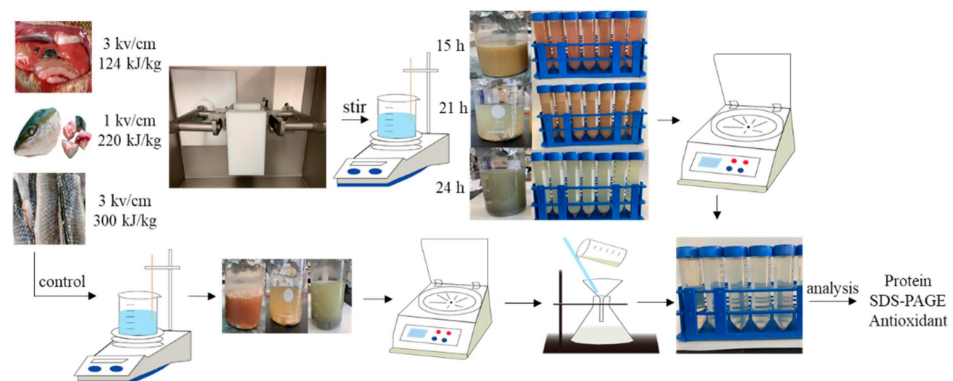 3 kv/cm
124 kJ/kg
1 kv/cm
220 kJ/kg
3 kv/cm
300 kJ/kg
stir
15 h
21 h
24 h
control
analysis
Protein
SDS-PAGE
Antioxidant